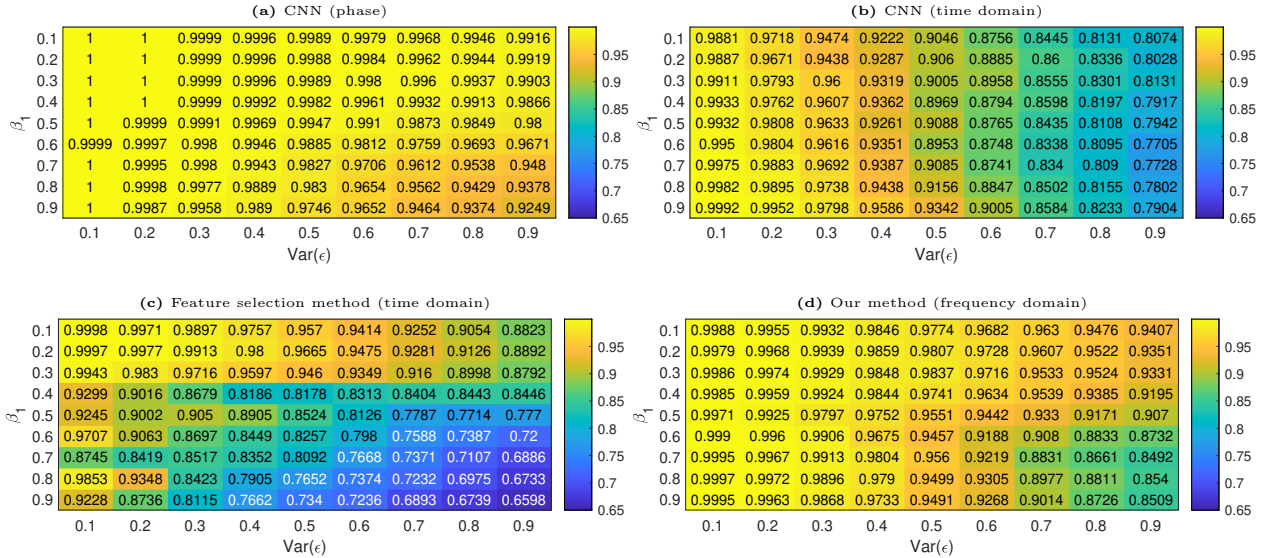 (a) CNN (phase)
0.1 1 1 0.9999 0.9996 0.9989 0.9979 0.9968 0.9946 0.9916
0.2 1 1 0.9999 0.9996 0.9988 0.9984 0.9962 0.9944 0.9919
0.3 1 1 0.9999 0.9996 0.9989 0.998 0.996 0.9937 0.9903
0.4 1 1 0.9999 0.9992 0.9982 0.9961 0.9932 0.9913 0.9866
0.5 1 0.9999 0.9991 0.9969 0.9947 0.991 0.9873 0.9849 0.98
0.6 0.9999 0.9997 0.998 0.9946 0.9885 0.9812 0.9759 0.9693 0.9671
0.7 1 0.9995 0.998 0.9943 0.9827 0.9706 0.9612 0.9538 0.948
0.8 1 0.9998 0.9977 0.9889 0.983 0.9654 0.9562 0.9429 0.9378
0.9 1 0.9987 0.9958 0.989 0.9746 0.9652 0.9464 0.9374 0.9249
0.1 0.2 0.3 0.4 0.5 0.6 0.7 0.8 0.9
Var(ϵ)
β1
0.95
0.9
0.85
0.8
0.75
0.7
0.65
(b) CNN (time domain)
0.1 0.9881 0.9718 0.9474 0.9222 0.9046 0.8756 0.8445 0.8131 0.8074
0.2 0.9887 0.9671 0.9438 0.9287 0.906 0.8885 0.86 0.8336 0.8028
0.3 0.9911 0.9793 0.96 0.9319 0.9005 0.8958 0.8555 0.8301 0.8131
0.4 0.9933 0.9762 0.9607 0.9362 0.8969 0.8794 0.8598 0.8197 0.7917
0.5 0.9932 0.9808 0.9633 0.9261 0.9088 0.8765 0.8435 0.8108 0.7942
0.6 0.995 0.9804 0.9616 0.9351 0.8953 0.8748 0.8338 0.8095 0.7705
0.7 0.9975 0.9883 0.9692 0.9387 0.9085 0.8741 0.834 0.809 0.7728
0.8 0.9982 0.9895 0.9738 0.9438 0.9156 0.8847 0.8502 0.8155 0.7802
0.9 0.9992 0.9952 0.9798 0.9586 0.9342 0.9005 0.8584 0.8233 0.7904
0.1 0.2 0.3 0.4 0.5 0.6 0.7 0.8 0.9
Var(ϵ)
β1
0.95
0.9
0.85
0.8
0.75
0.7
0.65
(c) Feature selection method (time domain)
0.1 0.9998 0.9971 0.9897 0.9757 0.957 0.9414 0.9252 0.9054 0.8823
0.2 0.9997 0.9977 0.9913 0.98 0.9665 0.9475 0.9281 0.9126 0.8892
0.3 0.9943 0.983 0.9716 0.9597 0.946 0.9349 0.916 0.8998 0.8792
0.4 0.9299 0.9016 0.8679 0.8186 0.8178 0.8313 0.8404 0.8443 0.8446
0.5 0.9245 0.9002 0.905 0.8905 0.8524 0.8126 0.7787 0.7714 0.777
0.6 0.9707 0.9063 0.8697 0.8449 0.8257 0.798 0.7588 0.7387 0.72
0.7 0.8745 0.8419 0.8517 0.8352 0.8092 0.7668 0.7371 0.7107 0.6886
0.8 0.9853 0.9348 0.8423 0.7905 0.7652 0.7374 0.7232 0.6975 0.6733
0.9 0.9228 0.8736 0.8115 0.7662 0.734 0.7236 0.6893 0.6739 0.6598
0.1 0.2 0.3 0.4 0.5 0.6 0.7 0.8 0.9
Var(ϵ)
β1
0.95
0.9
0.85
0.8
0.75
0.7
0.65
(d) Our method (frequency domain)
0.1 0.9988 0.9955 0.9932 0.9846 0.9774 0.9682 0.963 0.9476 0.9407
0.2 0.9979 0.9968 0.9939 0.9859 0.9807 0.9728 0.9607 0.9522 0.9351
0.3 0.9986 0.9973 0.9929 0.9848 0.9837 0.9716 0.9533 0.9524 0.9331
0.4 0.9985 0.9959 0.9924 0.9844 0.9741 0.9634 0.9539 0.9385 0.9195
0.5 0.9971 0.9925 0.9797 0.9752 0.9551 0.9442 0.933 0.9171 0.907
0.6 0.999 0.996 0.9906 0.9675 0.9457 0.9188 0.908 0.8833 0.8732
0.7 0.9995 0.9967 0.9913 0.9804 0.956 0.9219 0.8831 0.8661 0.8492
0.8 0.9997 0.9972 0.9896 0.979 0.9499 0.9305 0.8977 0.8811 0.854
0.9 0.9995 0.9963 0.9868 0.9733 0.9491 0.9268 0.9014 0.8726 0.8509
0.1 0.2 0.3 0.4 0.5 0.6 0.7 0.8 0.9
Var(ϵ)
β1
0.95
0.9
0.85
0.8
0.75
0.7
0.65